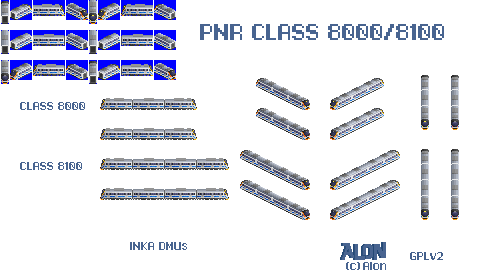 PNR CLASS 8000/8100
CLASS 8000
CLASS 8100
INKA DMUs
ALON
(c) Alon
GPLv2